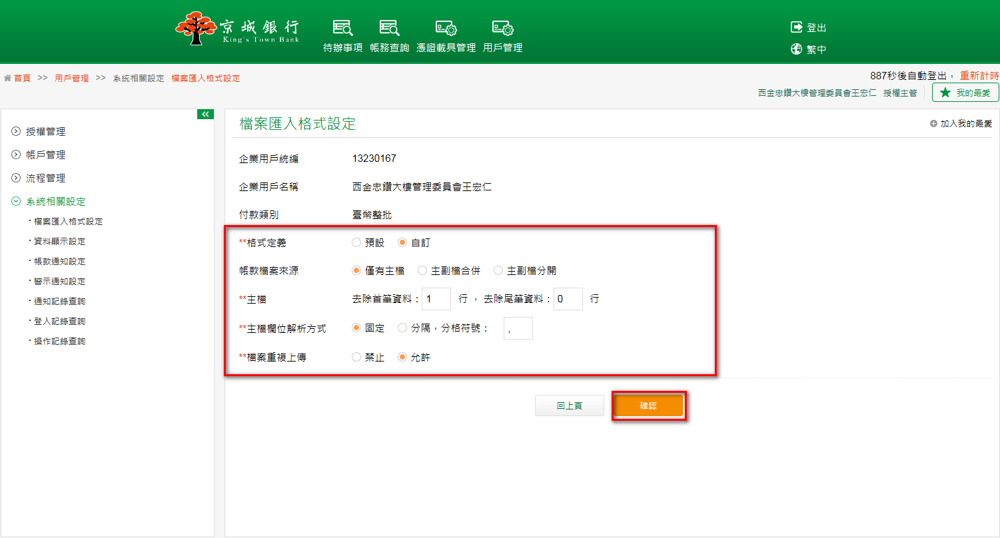 京城銀行
King's Town Bank
待辦事項 帳務查詢 憑證載具管理 用戶管理
登出
繁中
首頁 >> 用戶管理 >> 系統相關設定 檔案匯入格式設定
887秒後自動登出， 重新計時
西金忠鑽大樓管理委員會王宏仁 授權主管 我的最愛
授權管理
帳戶管理
流程管理
系統相關設定
・檔案匯入格式設定
・資料顯示設定
・帳款通知設定
・警示通知設定
・通知記錄查詢
・登入記錄查詢
・操作記錄查詢
檔案匯入格式設定
加入我的最愛
企業用戶統編 13230167
企業用戶名稱 西金忠鑽大樓管理委員會王宏仁
付款類別 臺幣整批
**格式定義 預設 自訂
帳款檔案來源 僅有主檔 主副檔合併 主副檔分開
**主檔 去除首筆資料：1 行， 去除尾筆資料：0 行
**主檔欄位解析方式 固定 分隔，分格符號： ,
**檔案重複上傳 禁止 允許
回上頁 確認